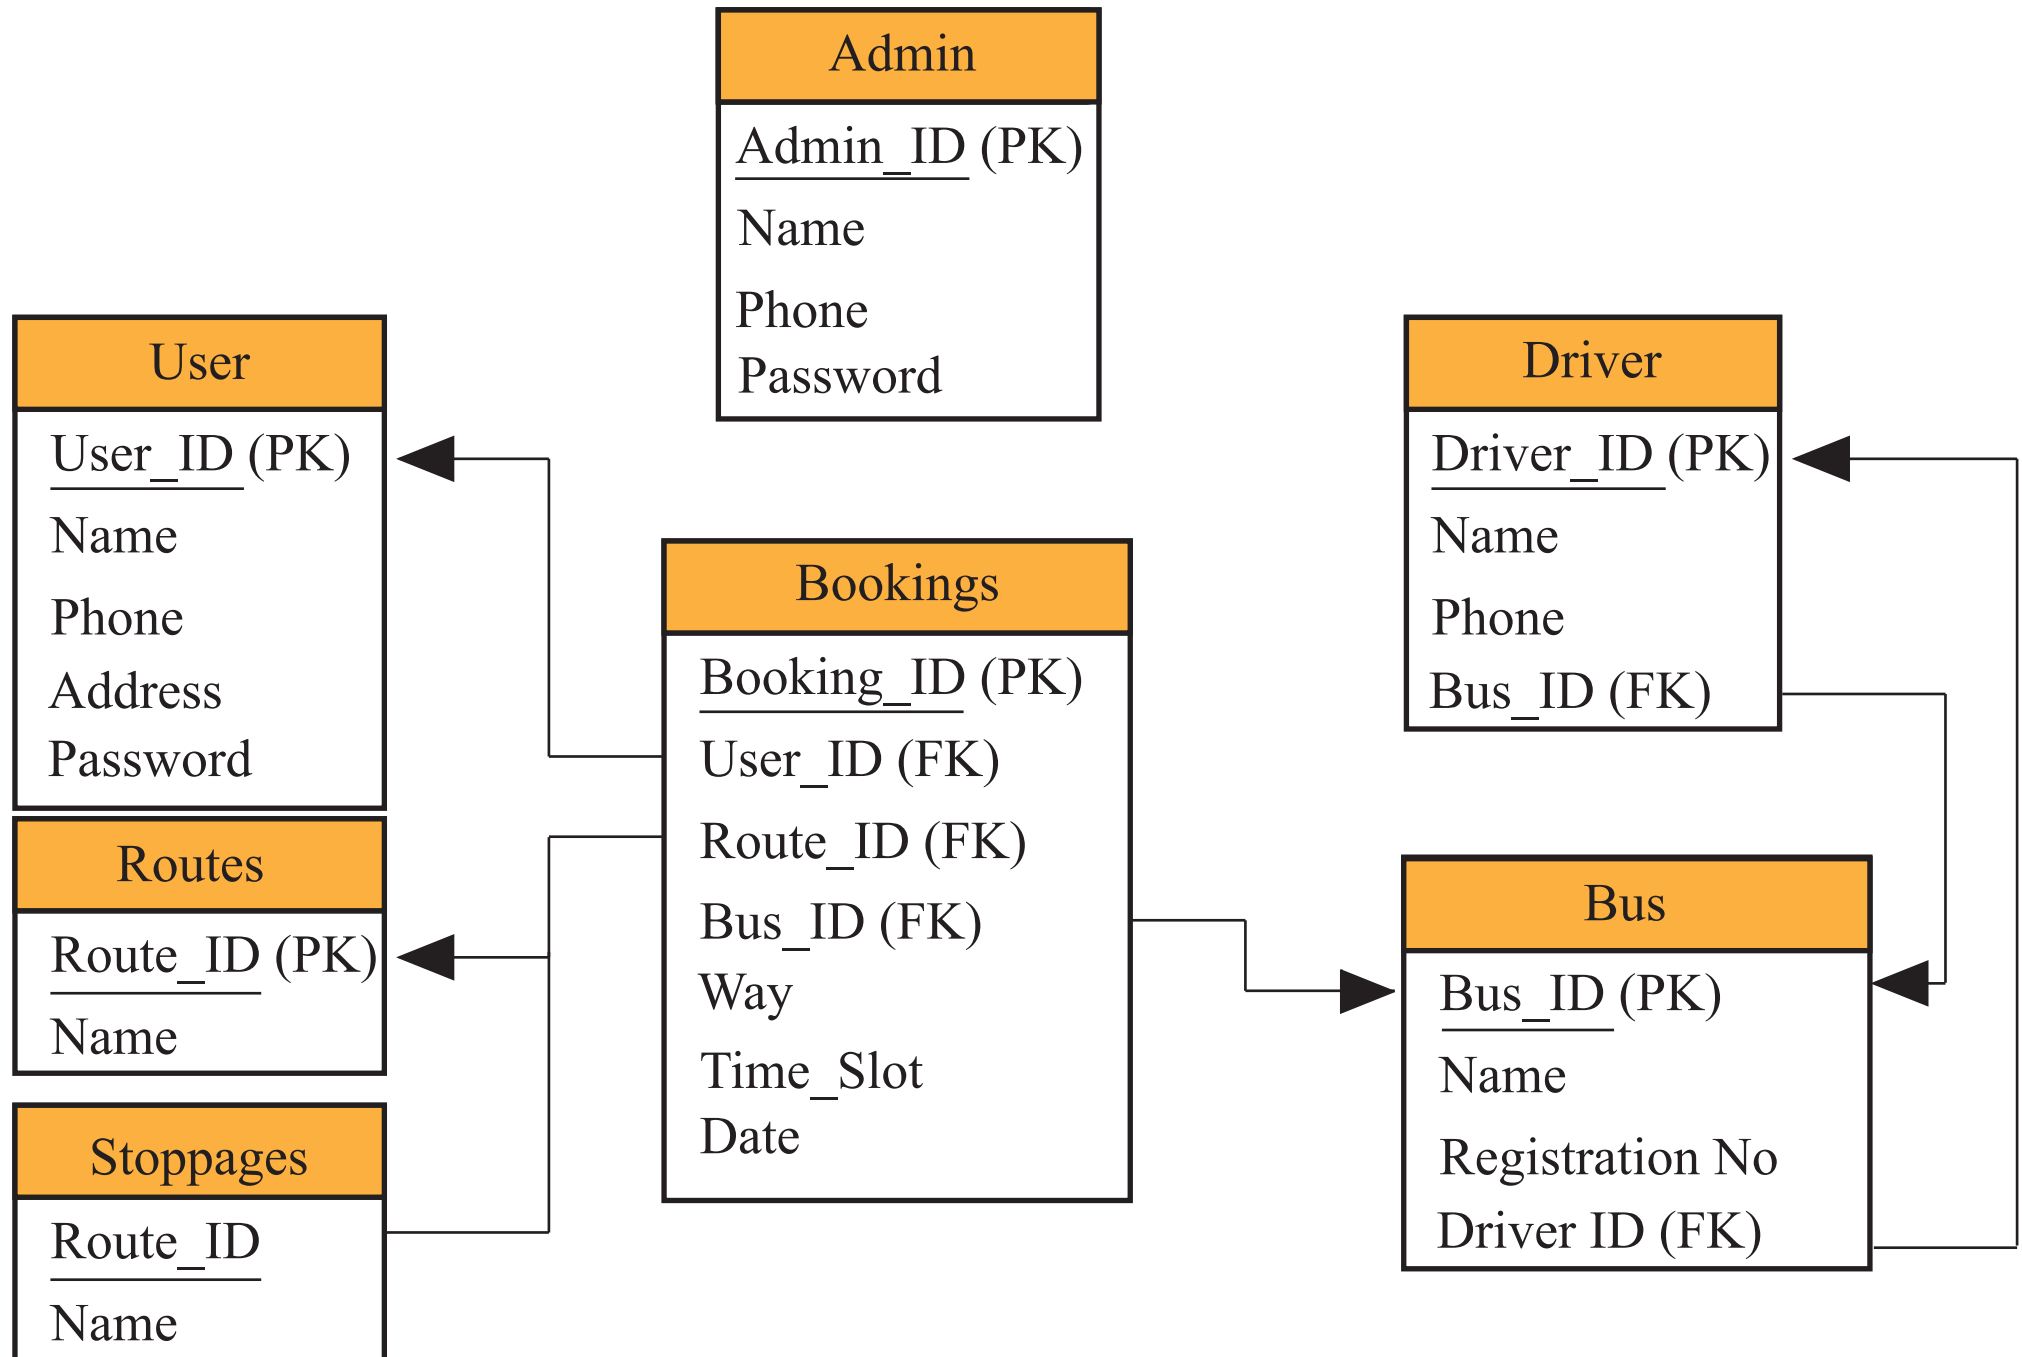 Admin
Admin_ID (PK)
Name
Phone
Password
User
User_ID (PK)
Name
Phone
Address
Password
Routes
Route_ID (PK)
Name
Stoppages
Route_ID
Name
Bookings
Booking_ID (PK)
User_ID (FK)
Route_ID (FK)
Bus_ID (FK)
Way
Time_Slot
Date
Driver
Driver_ID (PK)
Name
Phone
Bus_ID (FK)
Bus
Bus_ID (PK)
Name
Registration No
Driver ID (FK)